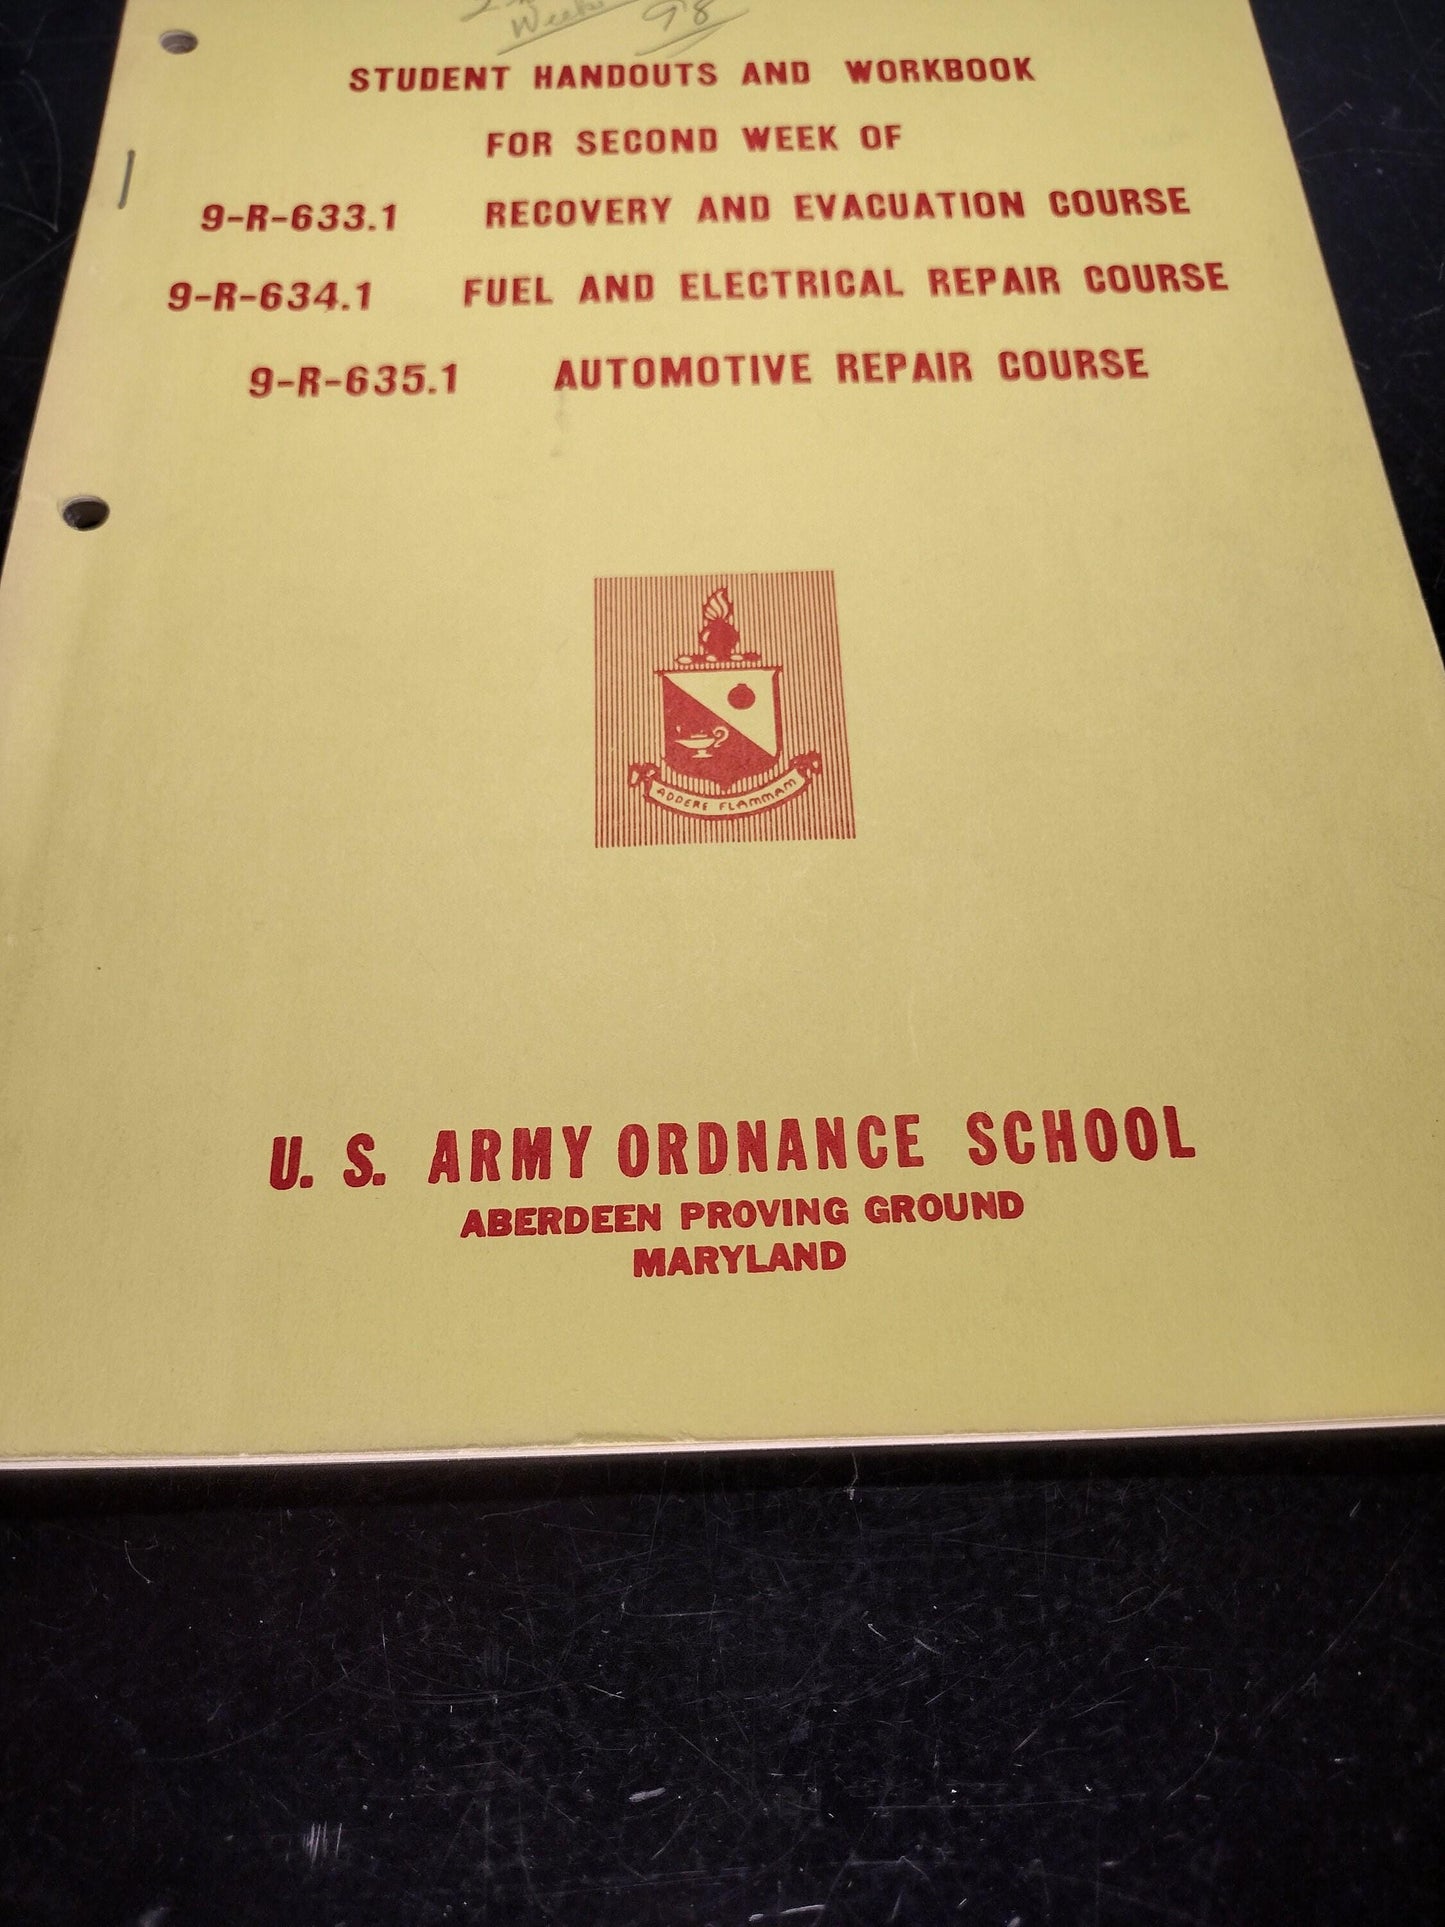 Weeks 98
STUDENT HANDOUTS AND WORKBOOK
FOR SECOND WEEK OF
9-R-633.1 RECOVERY AND EVACUATION COURSE
9-R-634.1 FUEL AND ELECTRICAL REPAIR COURSE
9-R-635.1 AUTOMOTIVE REPAIR COURSE
ADDERE FLAMMAM
U. S. ARMY ORDNANCE SCHOOL
ABERDEEN PROVING GROUND
MARYLAND